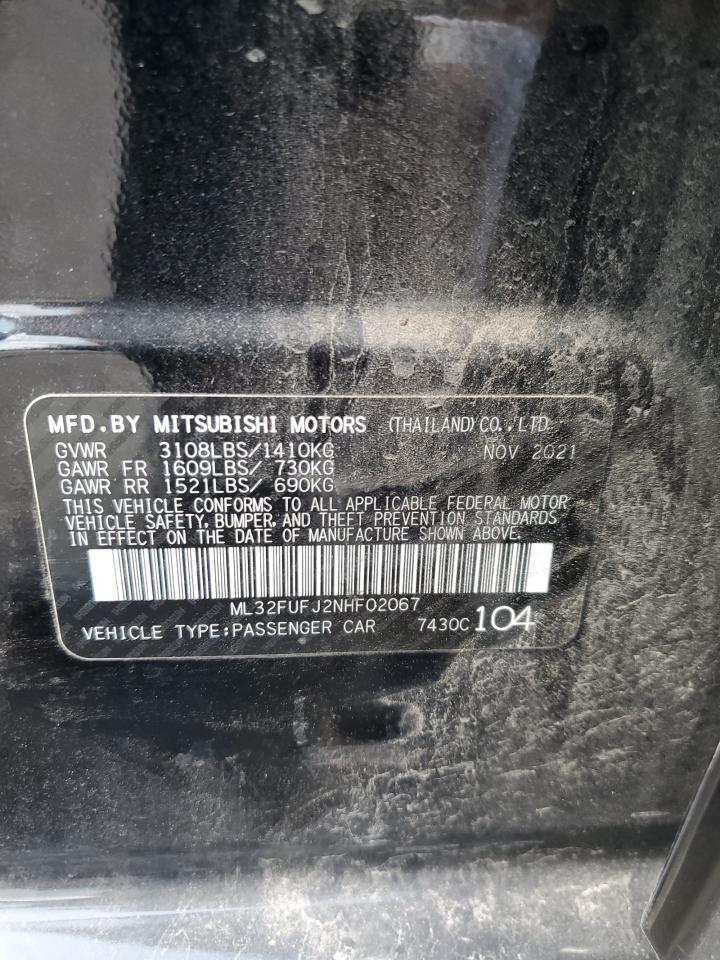 MFD.BY MITSUBISHI MOTORS (THAILAND) CO.,LTD.
GVWR 3108LBS/1410KG NOV 2021
GAWR FR 1609LBS/ 730KG
GAWR RR 1521LBS/ 690KG
THIS VEHICLE CONFORMS TO ALL APPLICABLE FEDERAL MOTOR
VEHICLE SAFETY, BUMPER, AND THEFT PREVENTION STANDARDS
IN EFFECT ON THE DATE OF MANUFACTURE SHOWN ABOVE.
ML32FUFJ2NHF02067
VEHICLE TYPE:PASSENGER CAR 7430C 104